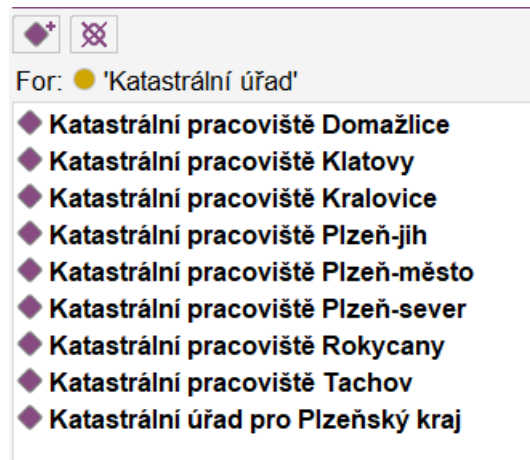 For: 'Katastrální úřad'
Katastrální pracoviště Domažlice
Katastrální pracoviště Klatovy
Katastrální pracoviště Kralovice
Katastrální pracoviště Plzeň-jih
Katastrální pracoviště Plzeň-město
Katastrální pracoviště Plzeň-sever
Katastrální pracoviště Rokycany
Katastrální pracoviště Tachov
Katastrální úřad pro Plzeňský kraj